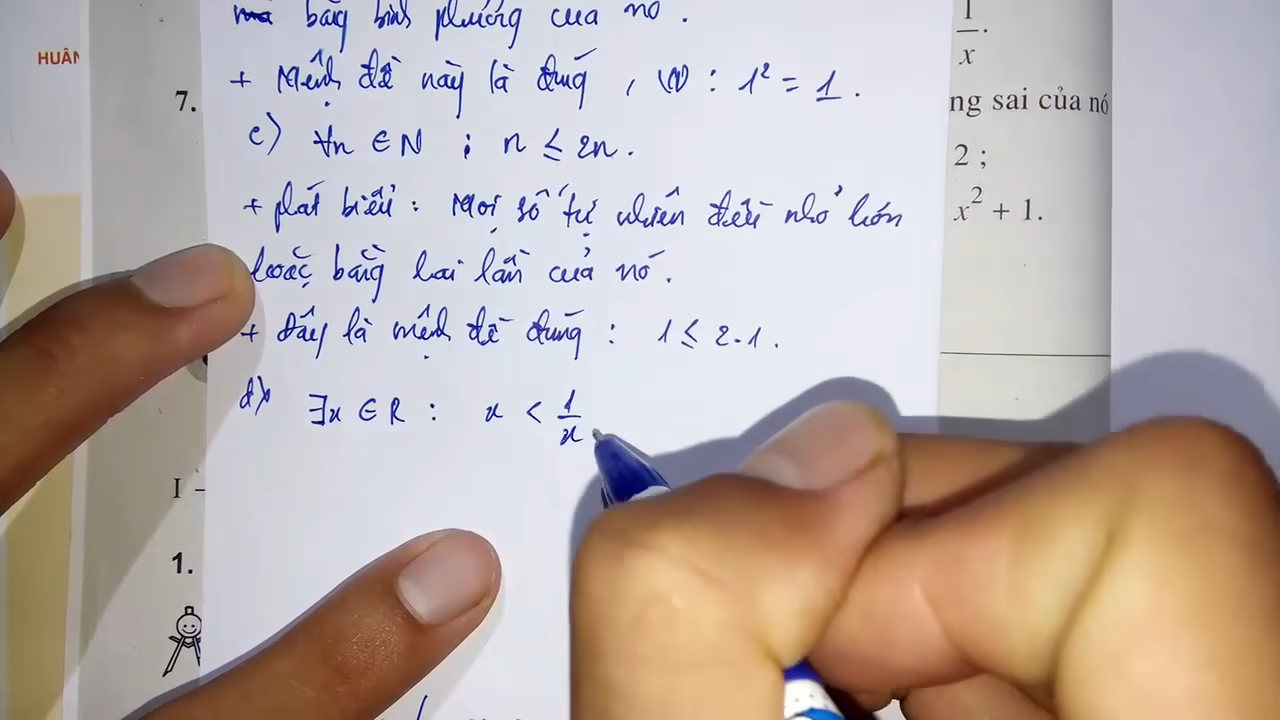 bằng bình phương của nó .
+ Mệnh đề này là đúng , VD : 1² = 1 .
c) ∀n ∈ N ; n ≤ 2n .
+ phát biểu : Mọi số tự nhiên đều nhỏ hơn
hoặc bằng hai lần của nó .
+ đây là mệnh đề đúng : 1 ≤ 2.1 .
d) ∃x ∈ R : x < 1/x
HUÂN
7.
I -
1.
1/x .
ng sai của nó
2 ;
x² + 1.